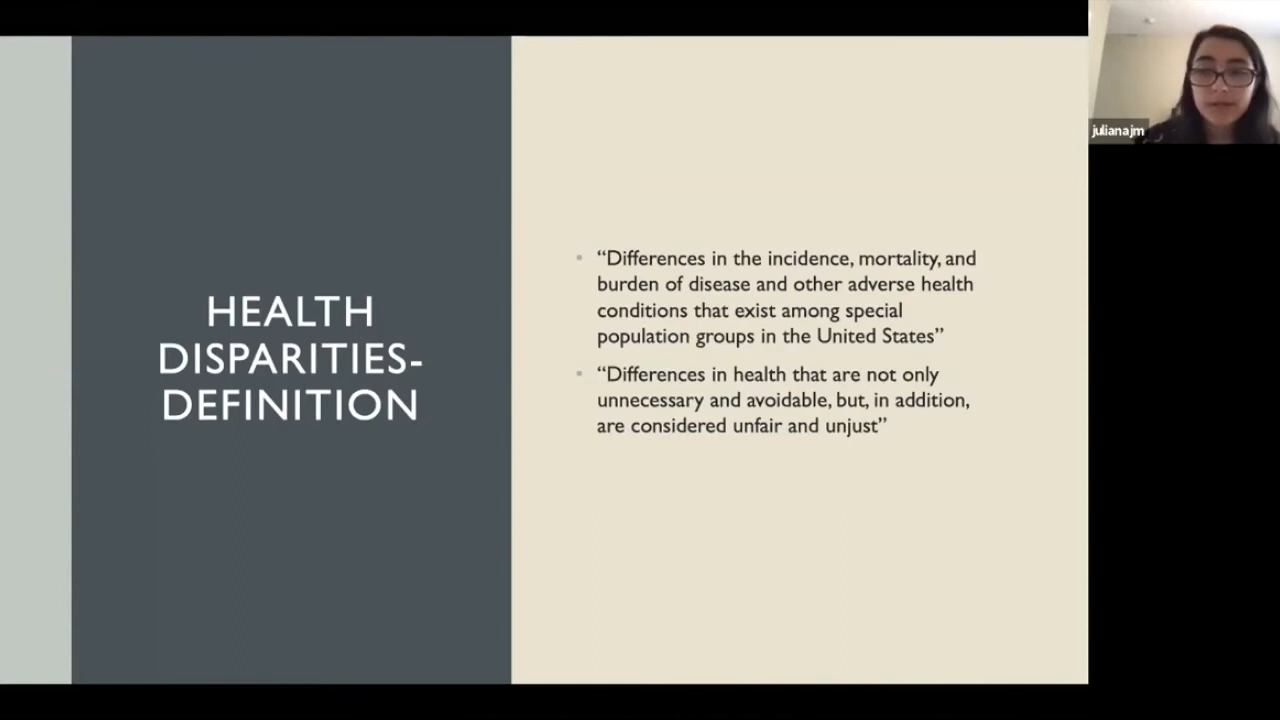 HEALTH
DISPARITIES-
DEFINITION
“Differences in the incidence, mortality, and
burden of disease and other adverse health
conditions that exist among special
population groups in the United States”
“Differences in health that are not only
unnecessary and avoidable, but, in addition,
are considered unfair and unjust”
julianajm